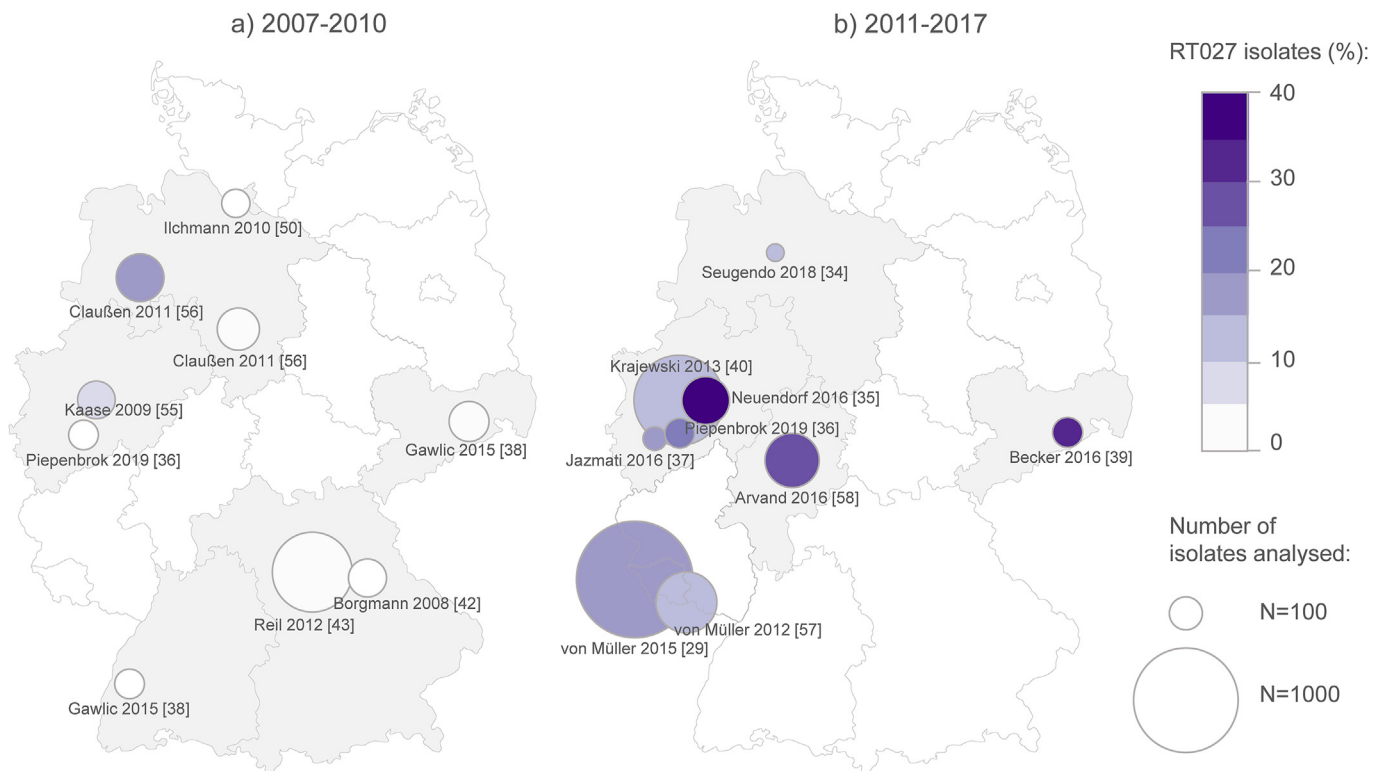 a) 2007-2010
Ilchmann 2010 [50]
Claußen 2011 [56]
Claußen 2011 [56]
Kaase 2009 [55]
Piepenbrok 2019 [36]
Gawlic 2015 [38]
Borgmann 2008 [42]
Reil 2012 [43]
Gawlic 2015 [38]
b) 2011-2017
Seugendo 2018 [34]
Krajewski 2013 [40]
Neuendorf 2016 [35]
Piepenbrok 2019 [36]
Jazmati 2016 [37]
Becker 2016 [39]
Arvand 2016 [58]
von Müller 2012 [57]
von Müller 2015 [29]
RT027 isolates (%):
40
30
20
10
0
Number of
isolates analysed:
N=100
N=1000